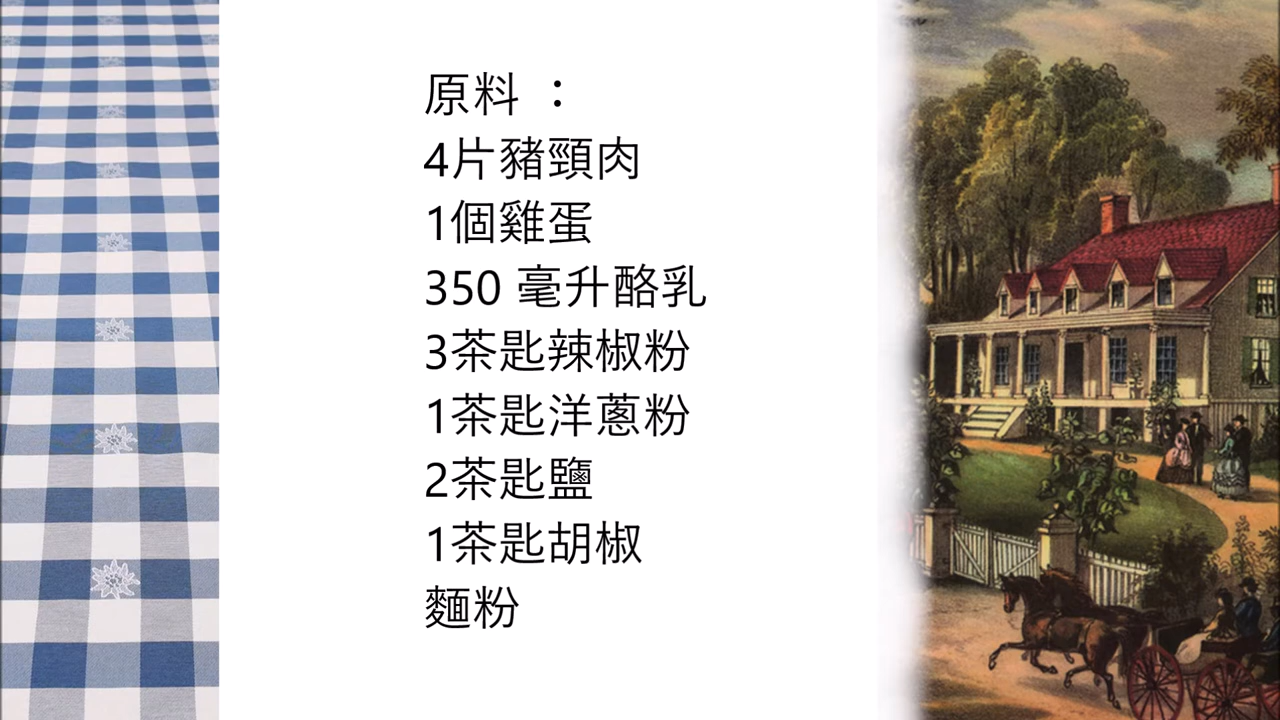 原料 ：
4片豬頸肉
1個雞蛋
350 毫升酪乳
3茶匙辣椒粉
1茶匙洋蔥粉
2茶匙鹽
1茶匙胡椒
麵粉